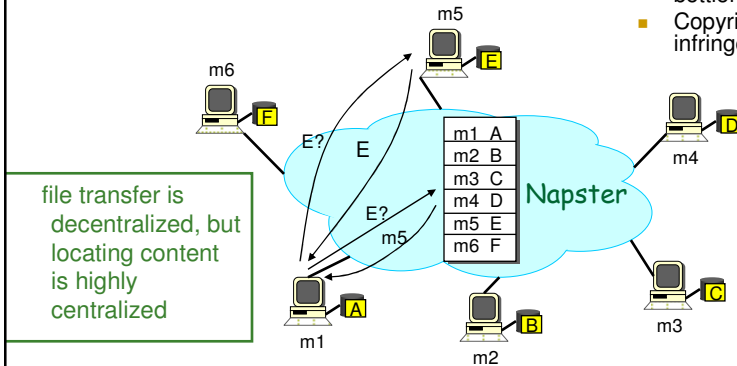 m5
Copyri
E
m6
F
D
m4
E?
E
m1 A
m2 B
m3 C
m4 D
m5 E
m6 F
Napster
file transfer is
decentralized, but
locating content
is highly
centralized
E?
m5
A
m1
B
m2
C
m3